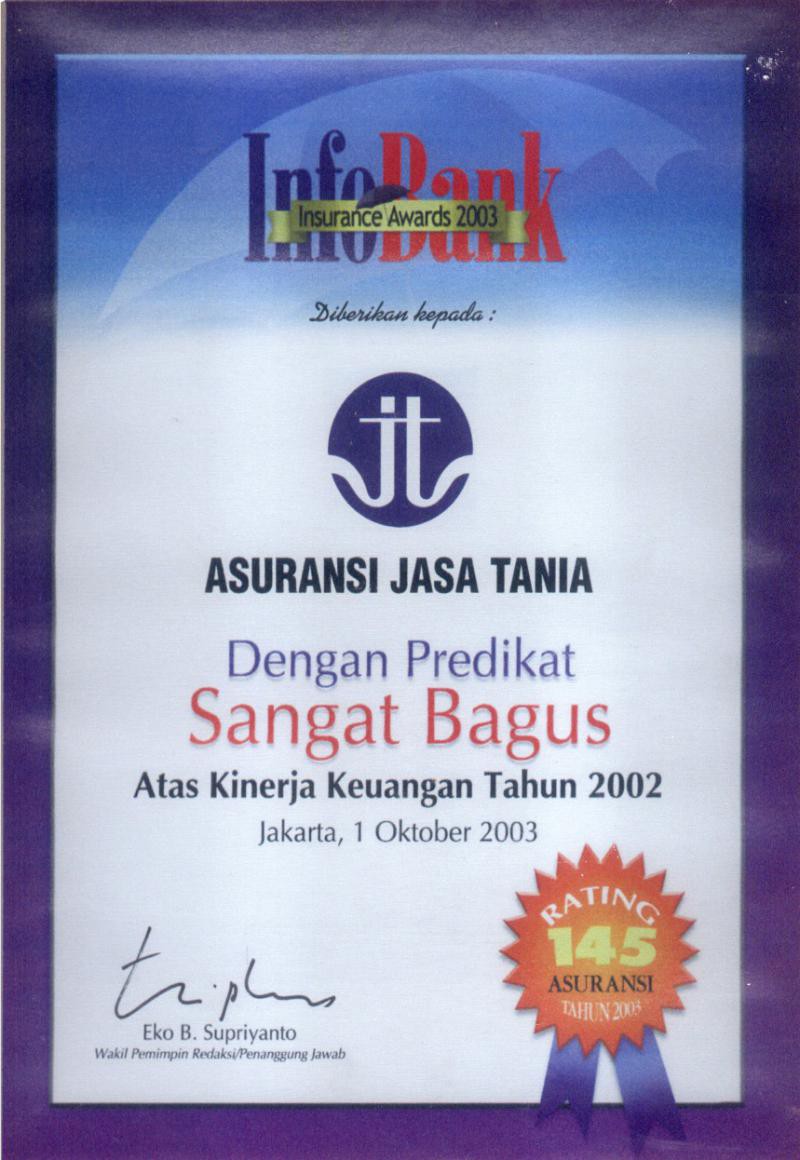 InfoBank
Insurance Awards 2003
Diberikan kepada :
jt
ASURANSI JASA TANIA
Dengan Predikat
Sangat Bagus
Atas Kinerja Keuangan Tahun 2002
Jakarta, 1 Oktober 2003
RATING
145
ASURANSI
TAHUN 2003
Eko B. Supriyanto
Wakil Pemimpin Redaksi/Penanggung Jawab